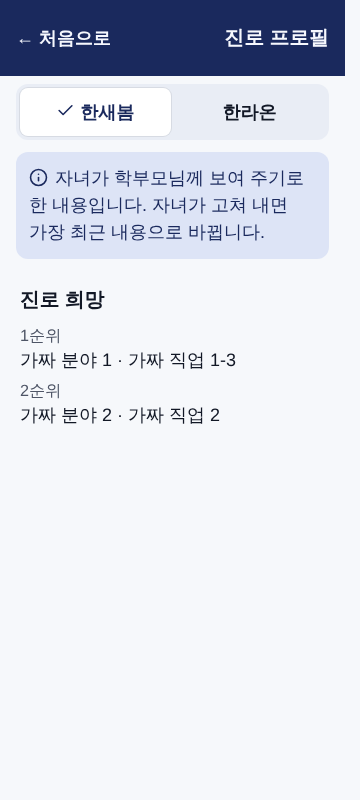 ← 처음으로
진로 프로필
한새봄
한라온
자녀가 학부모님께 보여 주기로
한 내용입니다. 자녀가 고쳐 내면
가장 최근 내용으로 바뀝니다.
진로 희망
1순위
가짜 분야 1 · 가짜 직업 1-3
2순위
가짜 분야 2 · 가짜 직업 2